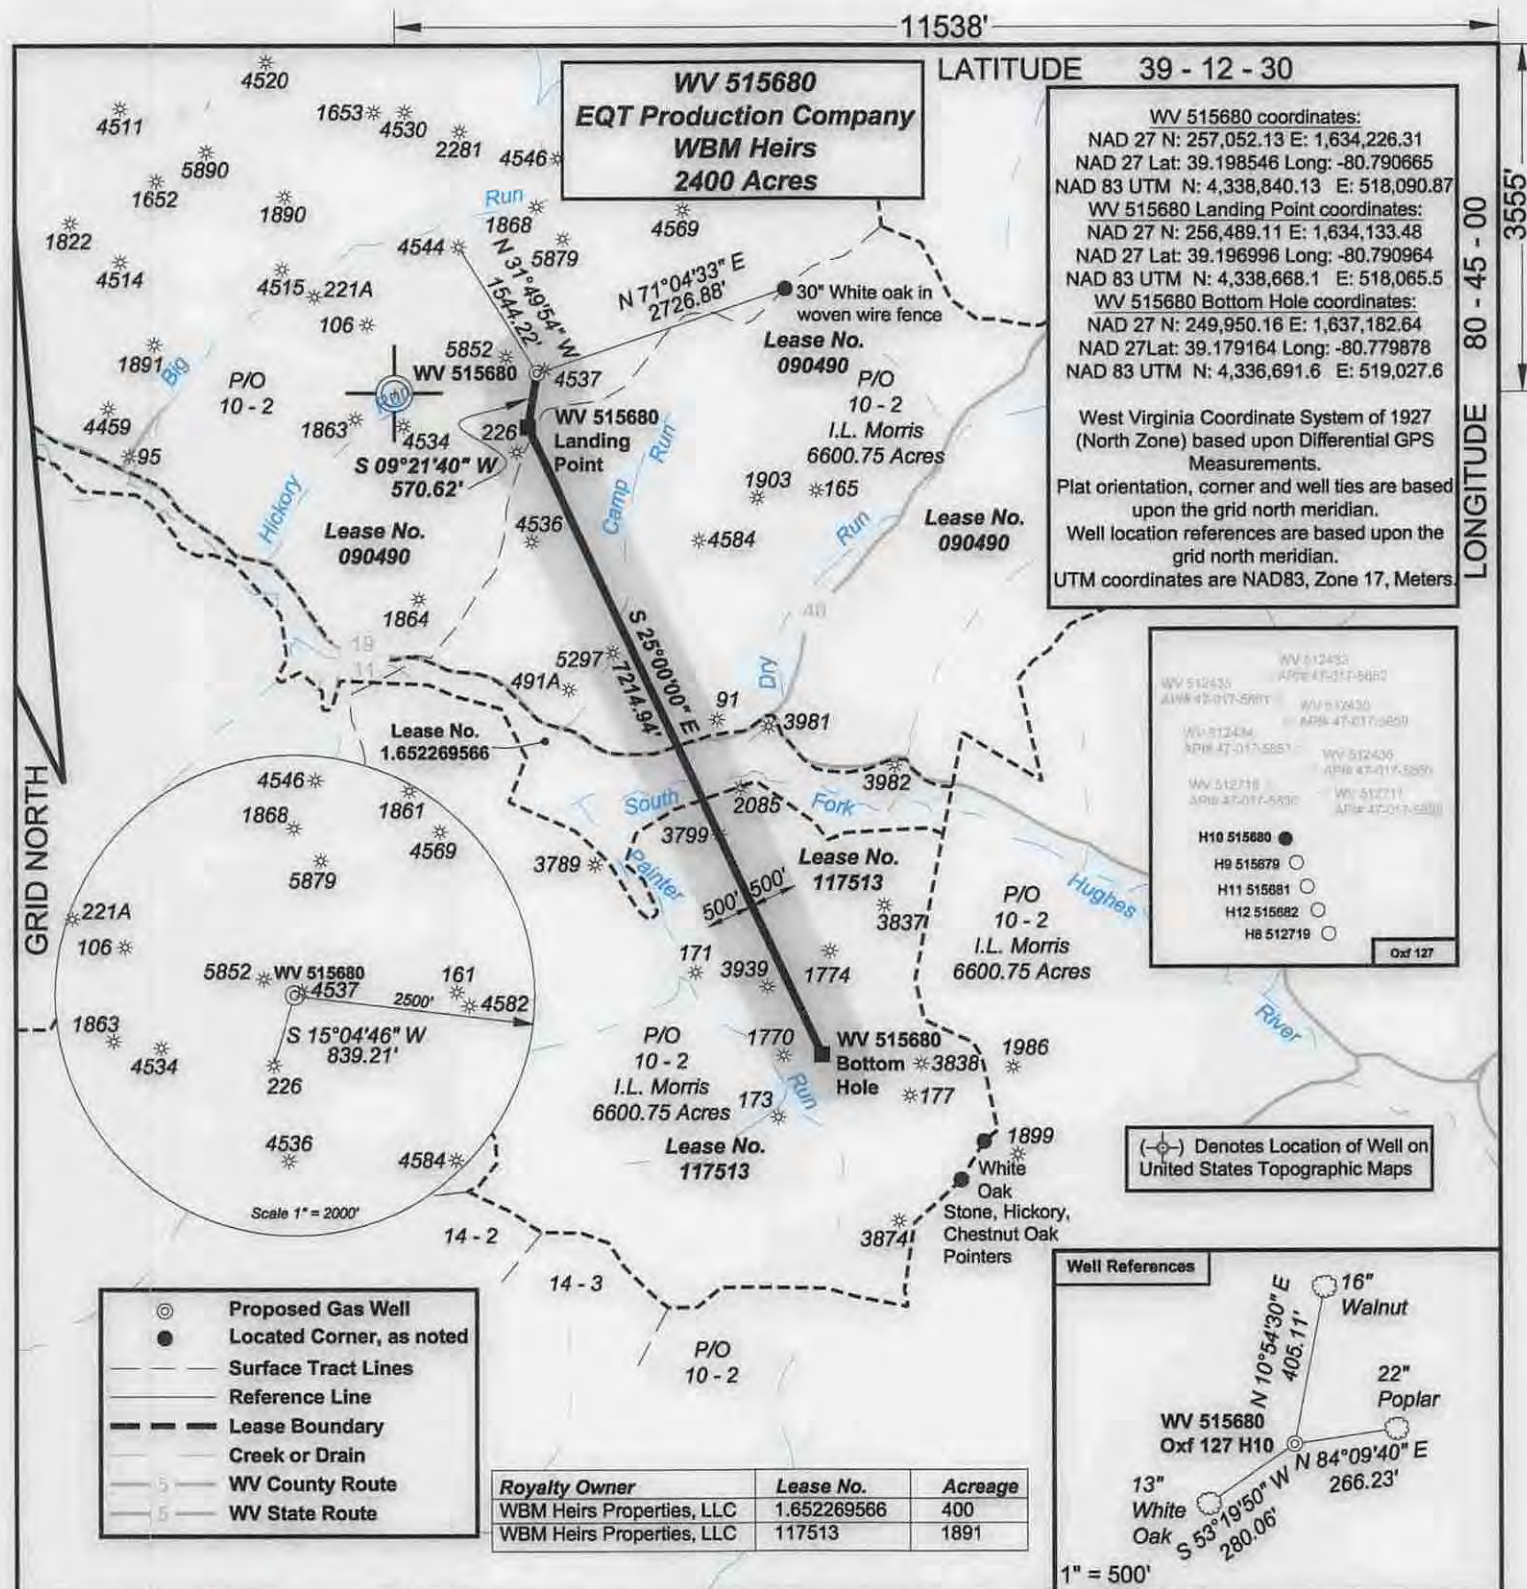 11538'
LATITUDE 39 - 12 - 30
3555'
LONGITUDE 80 - 45 - 00
WV 515680
EQT Production Company
WBM Heirs
2400 Acres
WV 515680 coordinates:
NAD 27 N: 257,052.13 E: 1,634,226.31
NAD 27 Lat: 39.198546 Long: -80.790665
NAD 83 UTM N: 4,338,840.13 E: 518,090.87
WV 515680 Landing Point coordinates:
NAD 27 N: 256,489.11 E: 1,634,133.48
NAD 27 Lat: 39.196996 Long: -80.790964
NAD 83 UTM N: 4,338,668.1 E: 518,065.5
WV 515680 Bottom Hole coordinates:
NAD 27 N: 249,950.16 E: 1,637,182.64
NAD 27Lat: 39.179164 Long: -80.779878
NAD 83 UTM N: 4,336,691.6 E: 519,027.6
West Virginia Coordinate System of 1927
(North Zone) based upon Differential GPS
Measurements.
Plat orientation, corner and well ties are based
upon the grid north meridian.
Well location references are based upon the
grid north meridian.
UTM coordinates are NAD83, Zone 17, Meters.
4520
4511
1653
4530
2281
4546
5890
1652
1890
Run
1868
4569
1822
4544
5879
4514
4515
221A
106
N 31°49'54" W
1544.22'
N 71°04'33" E
2726.88'
30" White oak in
woven wire fence
Lease No.
090490
1891
Big
Run
P/O
10 - 2
5852
WV 515680
4537
P/O
10 - 2
I.L. Morris
6600.75 Acres
4459
95
1863
4534
226
WV 515680
Landing
Point
S 09°21'40" W
570.62'
Hickory
Camp
Run
1903
165
4536
4584
Run
Lease No.
090490
Lease No.
090490
1864
40
19
11
S 25°00'00" E
7214.94'
5297
491A
91
Dry
3981
Lease No.
1.652269566
GRID NORTH
3982
South
2085
Fork
3799
3789
Painter
Lease No.
117513
Hughes
500'
500'
3837
P/O
10 - 2
I.L. Morris
6600.75 Acres
171
3939
1774
River
P/O
10 - 2
I.L. Morris
6600.75 Acres
1770
WV 515680
Bottom
Hole
3838
1986
177
Run
173
Lease No.
117513
1899
White
Oak
Stone, Hickory,
Chestnut Oak
Pointers
3874
14 - 2
14 - 3
P/O
10 - 2
4546
1868
1861
4569
5879
221A
106
5852
WV 515680
4537
161
4582
2500'
1863
4534
S 15°04'46" W
839.21'
226
4536
4584
Scale 1" = 2000'
H10 515680
H9 515679
H11 515681
H12 515682
H8 512719
Oxf 127
(-) Denotes Location of Well on
United States Topographic Maps
Proposed Gas Well
Located Corner, as noted
Surface Tract Lines
Reference Line
Lease Boundary
Creek or Drain
5 WV County Route
5 WV State Route
Royalty Owner Lease No. Acreage
WBM Heirs Properties, LLC 1.652269566 400
WBM Heirs Properties, LLC 117513 1891
Well References
16"
Walnut
N 10°54'30" E
405.11'
22"
Poplar
WV 515680
Oxf 127 H10
N 84°09'40" E
266.23'
13"
White
Oak
S 53°19'50" W
280.06'
1" = 500'